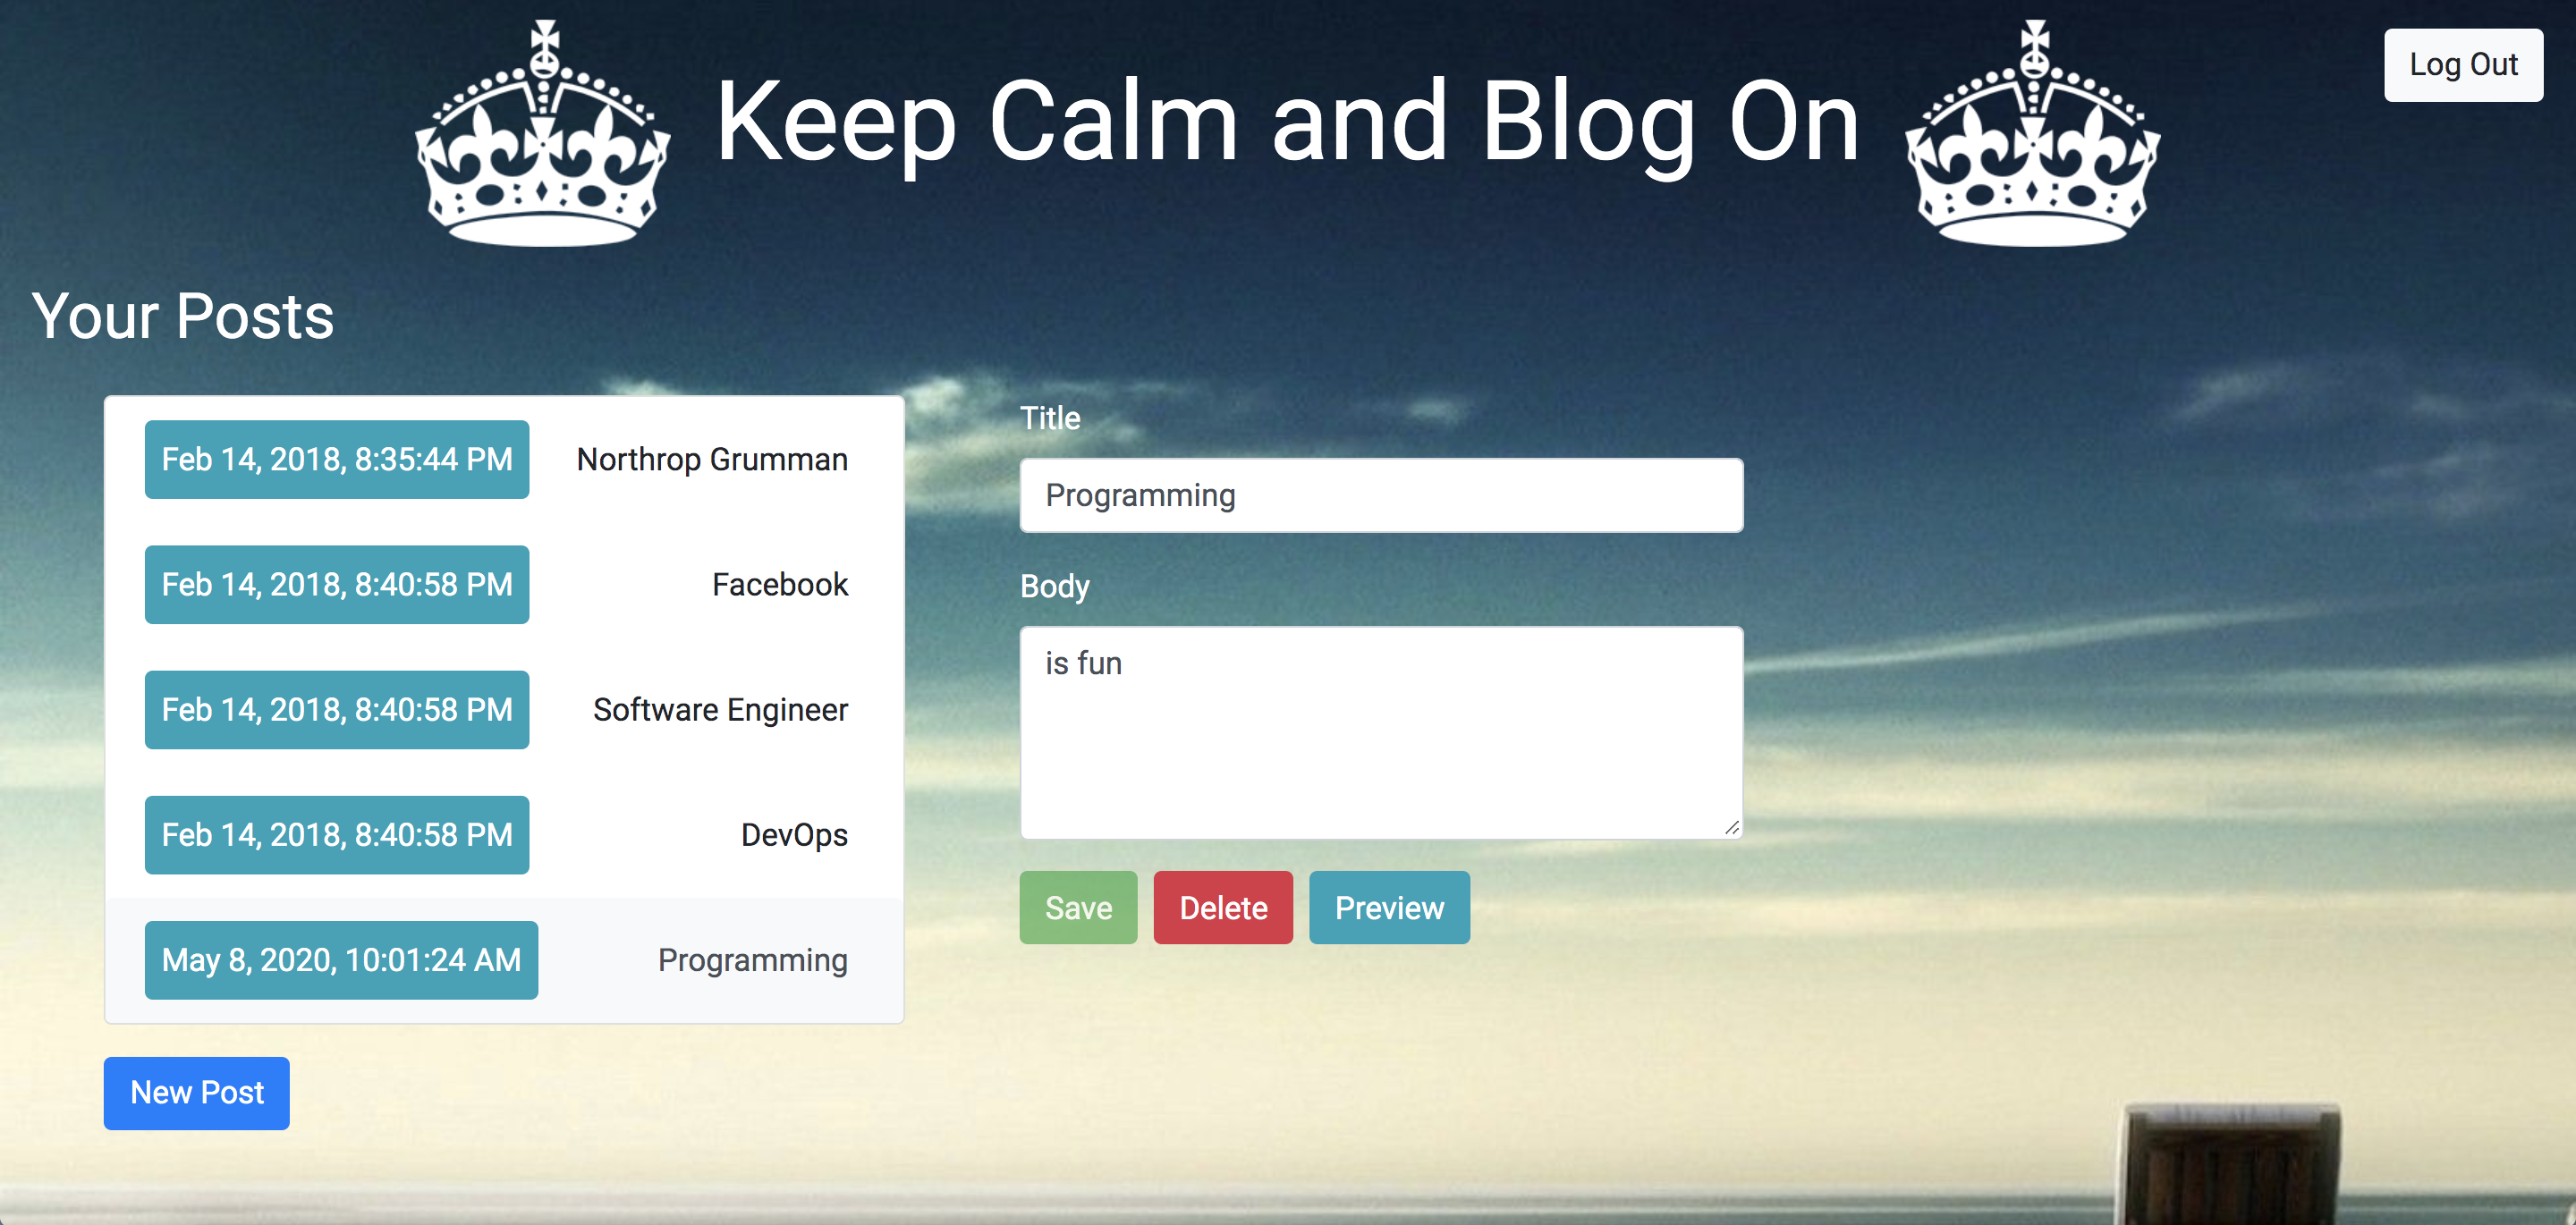 Keep Calm and Blog On
Log Out
Your Posts
Feb 14, 2018, 8:35:44 PM Northrop Grumman
Feb 14, 2018, 8:40:58 PM Facebook
Feb 14, 2018, 8:40:58 PM Software Engineer
Feb 14, 2018, 8:40:58 PM DevOps
May 8, 2020, 10:01:24 AM Programming
New Post
Title
Programming
Body
is fun
Save Delete Preview